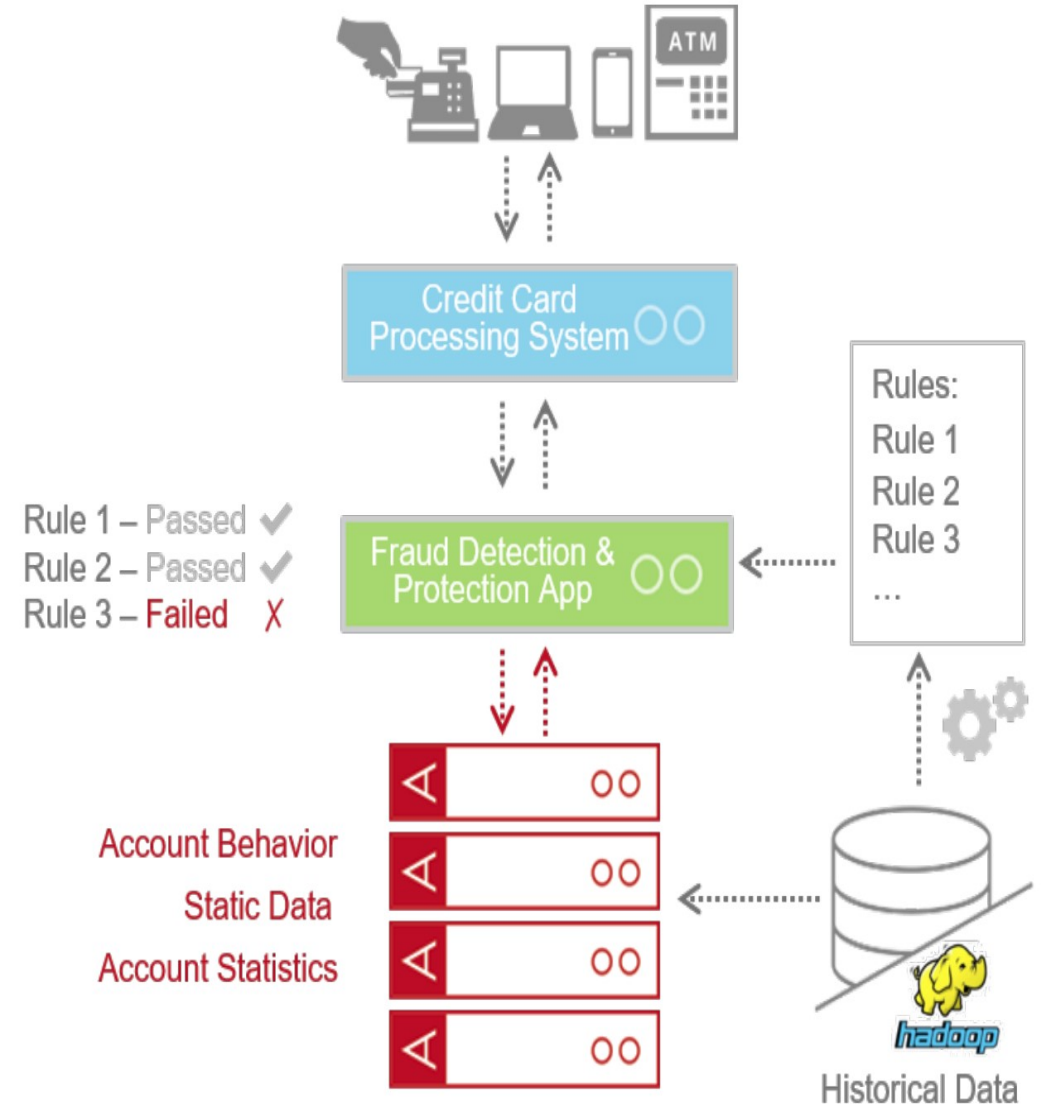 ATM
Credit Card
Processing System
Rules:
Rule 1
Rule 2
Rule 3
...
Rule 1 – Passed ✓
Rule 2 – Passed ✓
Rule 3 – Failed X
Fraud Detection &
Protection App
A
A
A
A
Account Behavior
Static Data
Account Statistics
hadoop
Historical Data